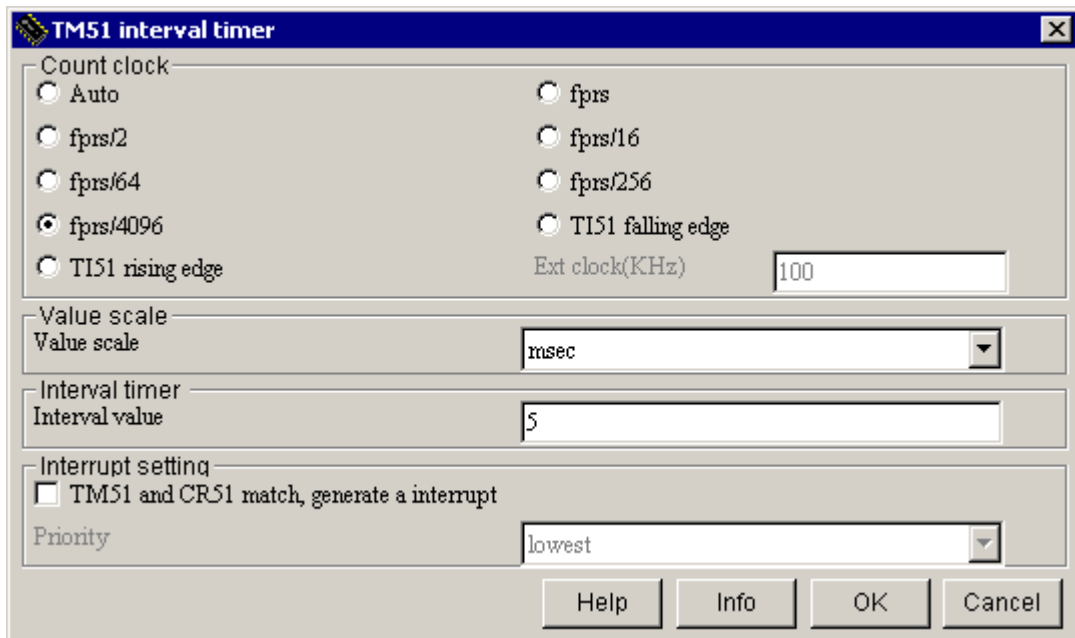 TM51 interval timer
Count clock
Auto
fprs
fprs/2
fprs/16
fprs/64
fprs/256
fprs/4096
TI51 falling edge
TI51 rising edge
Ext clock(KHz)
100
Value scale
Value scale
msec
Interval timer
Interval value
5
Interrupt setting
TM51 and CR51 match, generate a interrupt
Priority
lowest
Help
Info
OK
Cancel